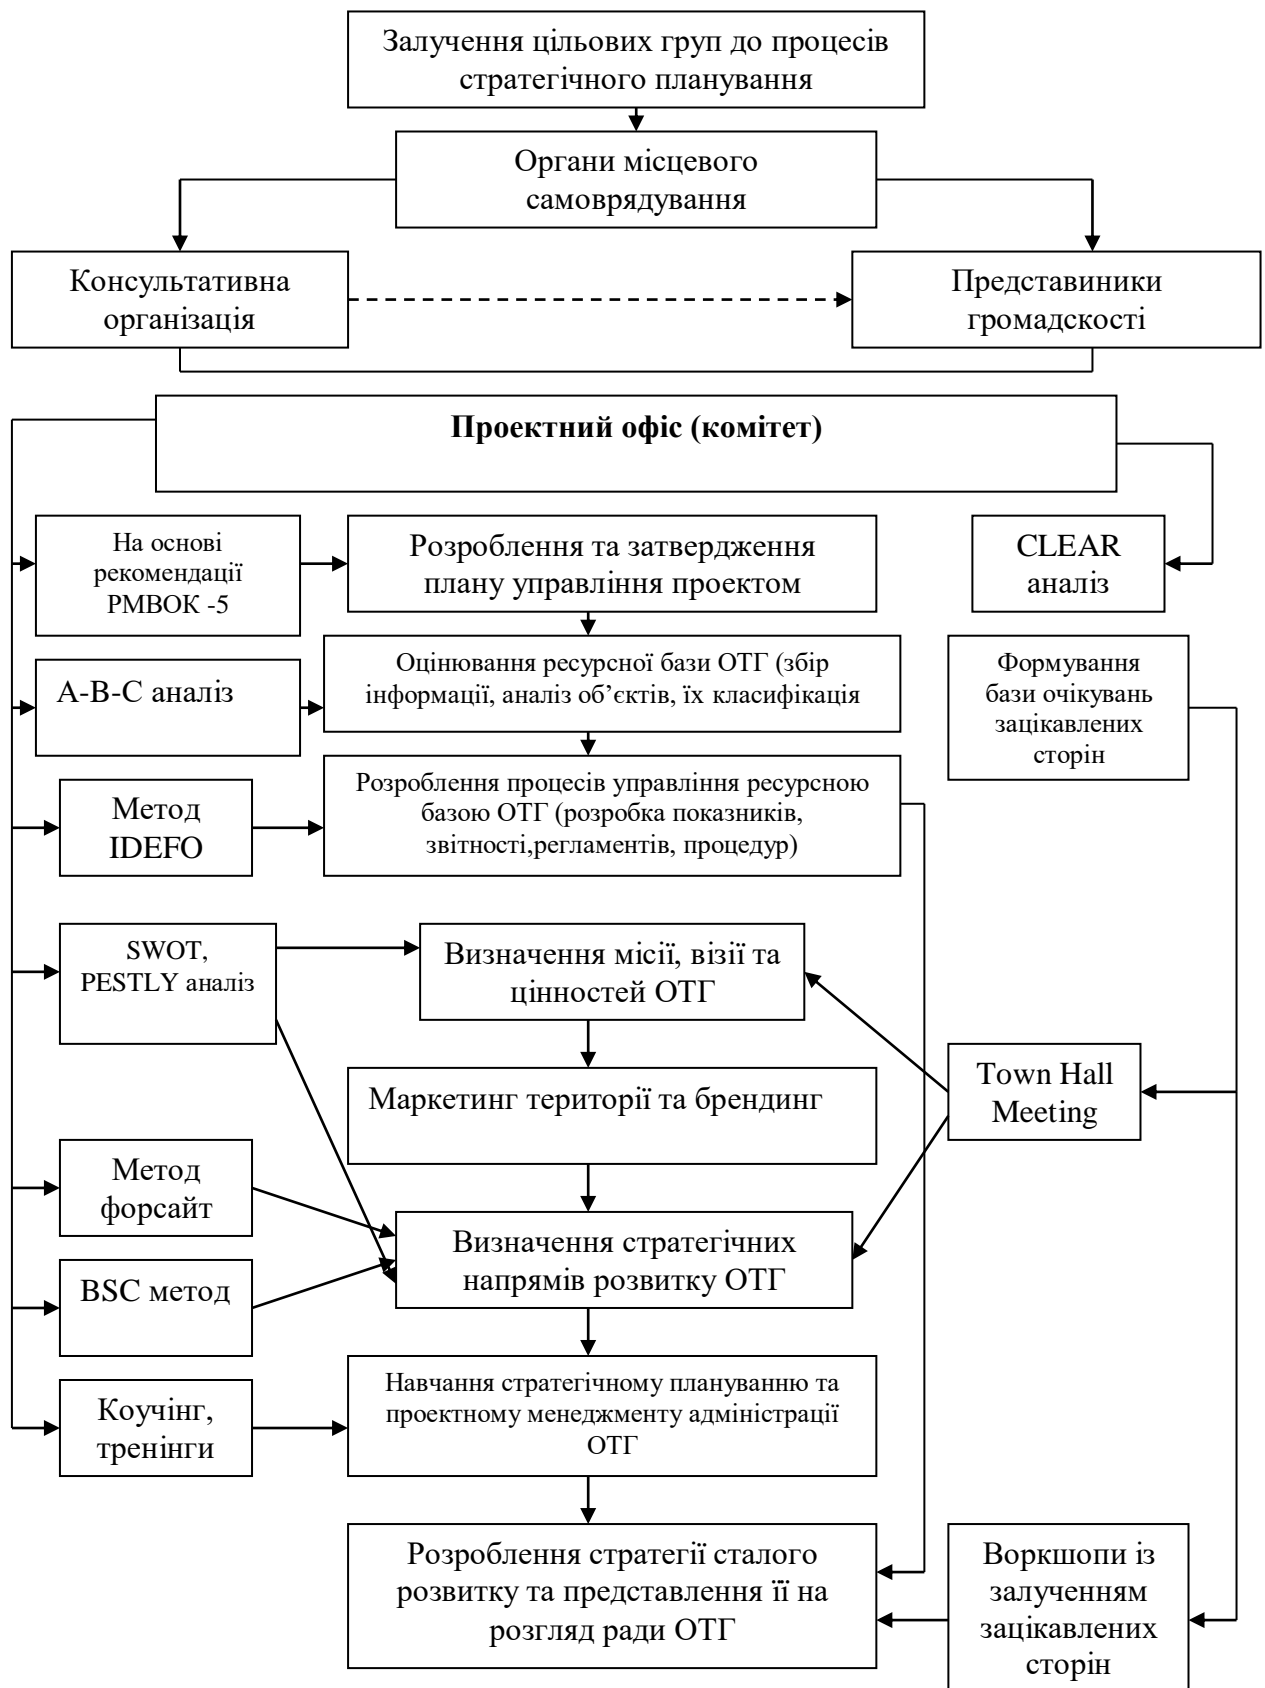 Залучення цільових груп до процесів
стратегічного планування
Органи місцевого
самоврядування
Консультативна
організація
Представиники
громадскості
Проектний офіс (комітет)
На основі
рекомендації
PMBOK -5
Розроблення та затвердження
плану управління проектом
CLEAR
аналіз
А-В-С аналіз
Оцінювання ресурсної бази ОТГ (збір
інформації, аналіз об’єктів, їх класифікація
Формування
бази очікувань
зацікавлених
сторін
Метод
IDEFO
Розроблення процесів управління ресурсною
базою ОТГ (розробка показників,
звітності,регламентів, процедур)
SWOT,
PESTLY аналіз
Визначення місії, візії та
цінностей ОТГ
Маркетинг території та брендинг
Town Hall
Meeting
Метод
форсайт
Визначення стратегічних
напрямів розвитку ОТГ
BSC метод
Коучінг,
тренінги
Навчання стратегічному плануванню та
проектному менеджменту адміністрації
ОТГ
Розроблення стратегії сталого
розвитку та представлення її на
розгляд ради ОТГ
Воркшопи із
залученням
зацікавлених
сторін